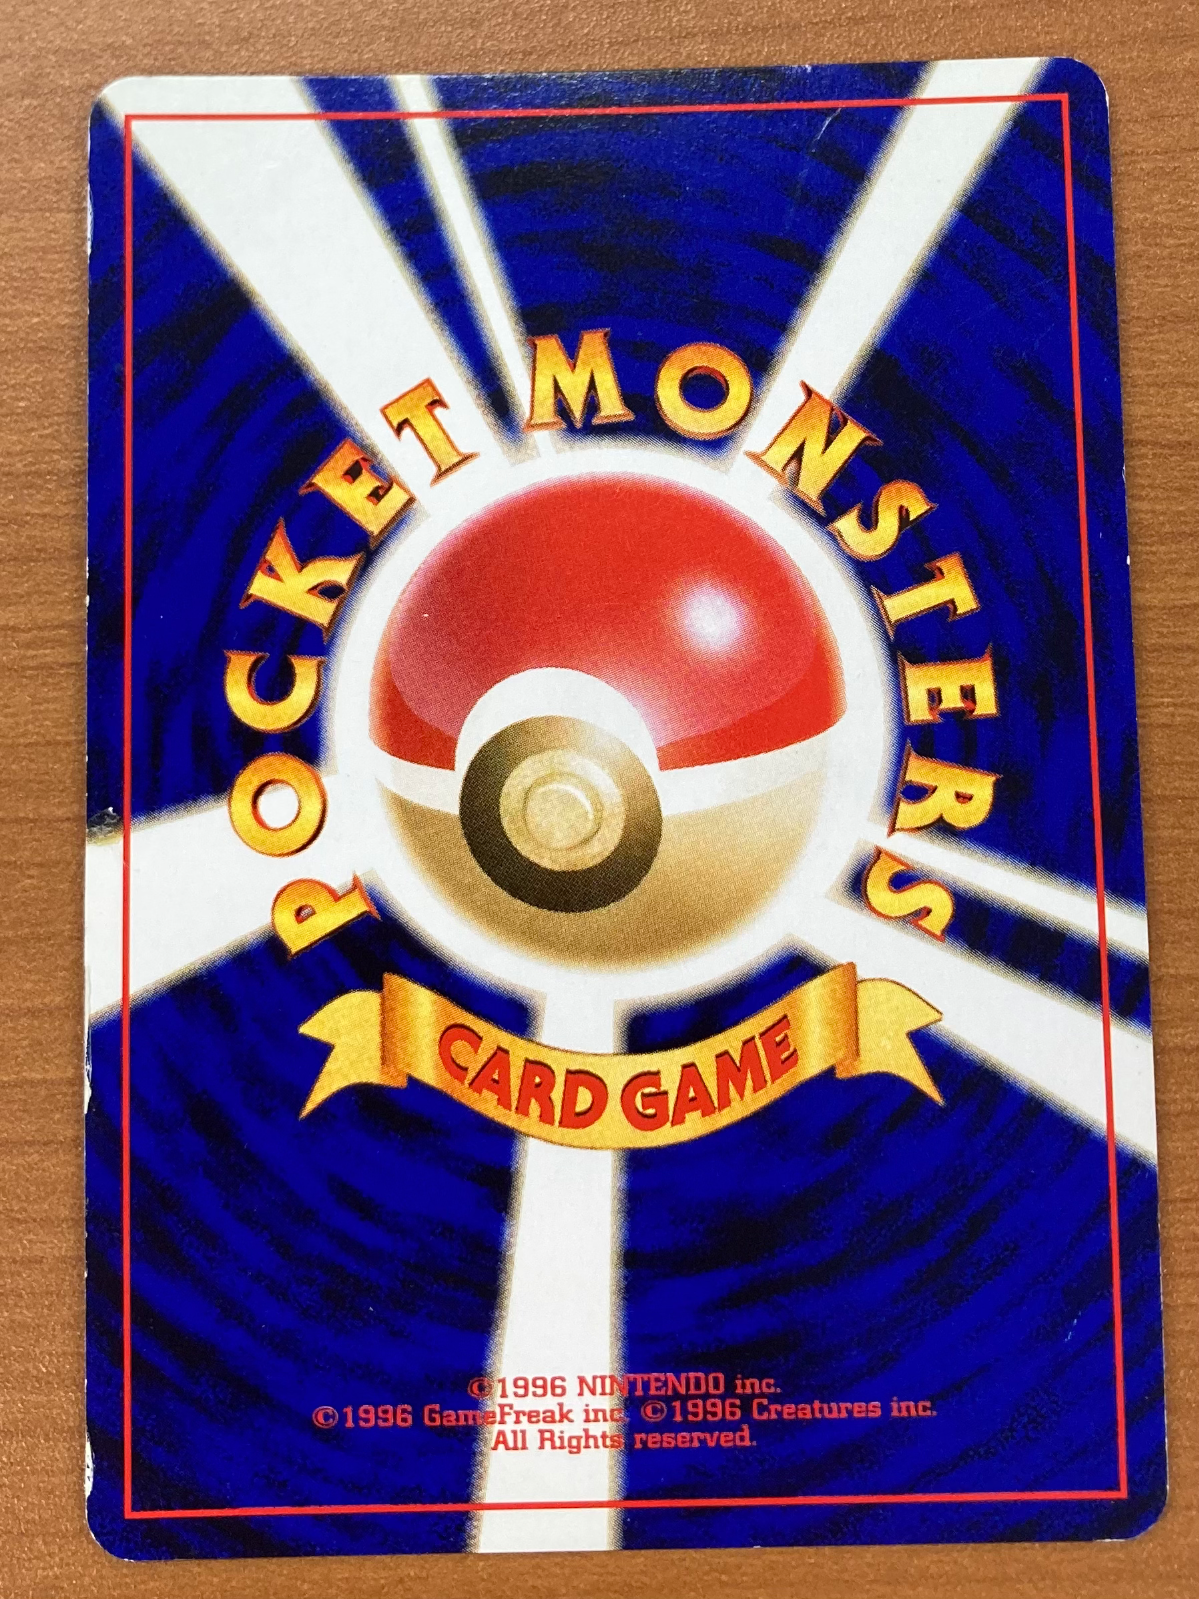 POCKET MONSTERS
CARD GAME
©1996 NINTENDO inc.
©1996 GameFreak inc. ©1996 Creatures inc.
All Rights reserved.